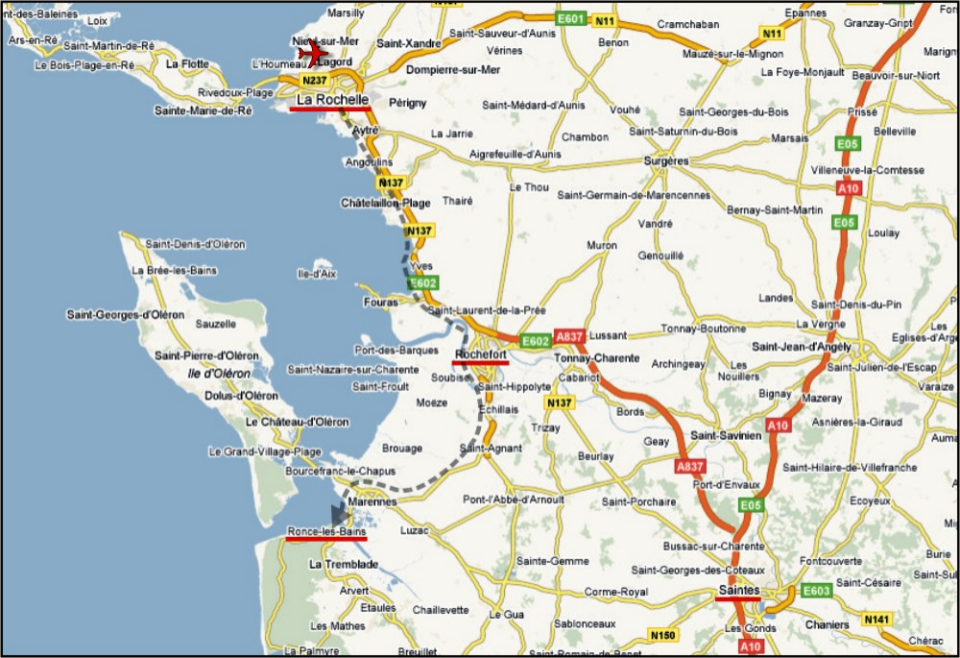 Marsilly
Loix
E601
N11
Cramchaban
Epannes
Granzay-Gript
Ars-en-Ré
Saint-Martin-de-Ré
Nieul-sur-Mer
Saint-Xandre
Saint-Sauveur-d'Aunis
Benon
N11
Vérines
Mauzé-sur-le-Mignon
Le Bois-Plage-en-Ré
La Flotte
L'Houmeau
Lagord
Dompierre-sur-Mer
La Foye-Monjault
Beauvoir-sur-Niort
Rivedoux-Plage
N237
Sainte-Marie-de-Ré
La Rochelle
Périgny
Saint-Médard-d'Aunis
Vouhé
Saint-Georges-du-Bois
Prissé
Aytré
La Jarrie
Chambon
Saint-Saturnin-du-Bois
Marsais
Belleville
E05
Angoulins
Aigrefeuille-d'Aunis
Surgères
Villeneuve-la-Comtesse
N137
Le Thou
Saint-Germain-de-Marencennes
A10
Châtelaillon-Plage
Thairé
Bernay-Saint-Martin
N137
Vandré
E05
Loulay
Saint-Denis-d'Oléron
Muron
Genouillé
La Brée-les-Bains
Ile-d'Aix
Yves
E602
Fouras
Landes
Saint-Denis-du-Pin
Saint-Georges-d'Oléron
Sauzelle
Saint-Laurent-de-la-Prée
La Vergne
Les
Eglises-d'Arge
E602
A837
Lussant
Tonnay-Boutonne
Saint-Jean-d'Angély
Port-des-Barques
Rochefort
Tonnay-Charente
Saint-Pierre-d'Oléron
Ile d'Oléron
Saint-Nazaire-sur-Charente
Archingeay
Les
Nouillers
Saint-Julien-de-l'Escap
Soubise
Cabariot
Saint-Froult
Saint-Hippolyte
Varaize
Dolus-d'Oléron
Moëze
Echillais
N137
Bords
Bignay
Mazeray
Le Château-d'Oléron
Trizay
Asnières-la-Giraud
A10
Geay
Saint-Savinien
Auma
Brouage
Saint-Agnant
Le Grand-Village-Plage
Beurlay
A837
Saint-Hilaire-de-Villefranche
Bourcefranc-le-Chapus
Port-d'Envaux
Marennes
Pont-l'Abbé-d'Arnoult
Saint-Porchaire
E05
Ecoyeux
Ronce-les-Bains
Luzac
Bussac-sur-Charente
Burie
La Tremblade
Sainte-Gemme
Saint-Georges-des-Coteaux
Fontcouverte
Saint-Sul
Arvert
Corme-Royal
Saintes
E603
Saint-Césaire
Etaules
Chaillevette
Le Gua
Sablonceaux
Les Mathes
N150
Les Gonds
Chaniers
N141
La Palmyre
Breuillet
Saint-Romain-de-Benet
A10
Chérac